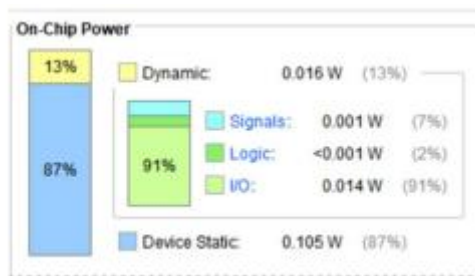 On-Chip Power
13%
Dynamic: 0.016 W (13%)
Signals: 0.001 W (7%)
Logic: <0.001 W (2%)
87%
91%
I/O: 0.014 W (91%)
Device Static: 0.105 W (87%)